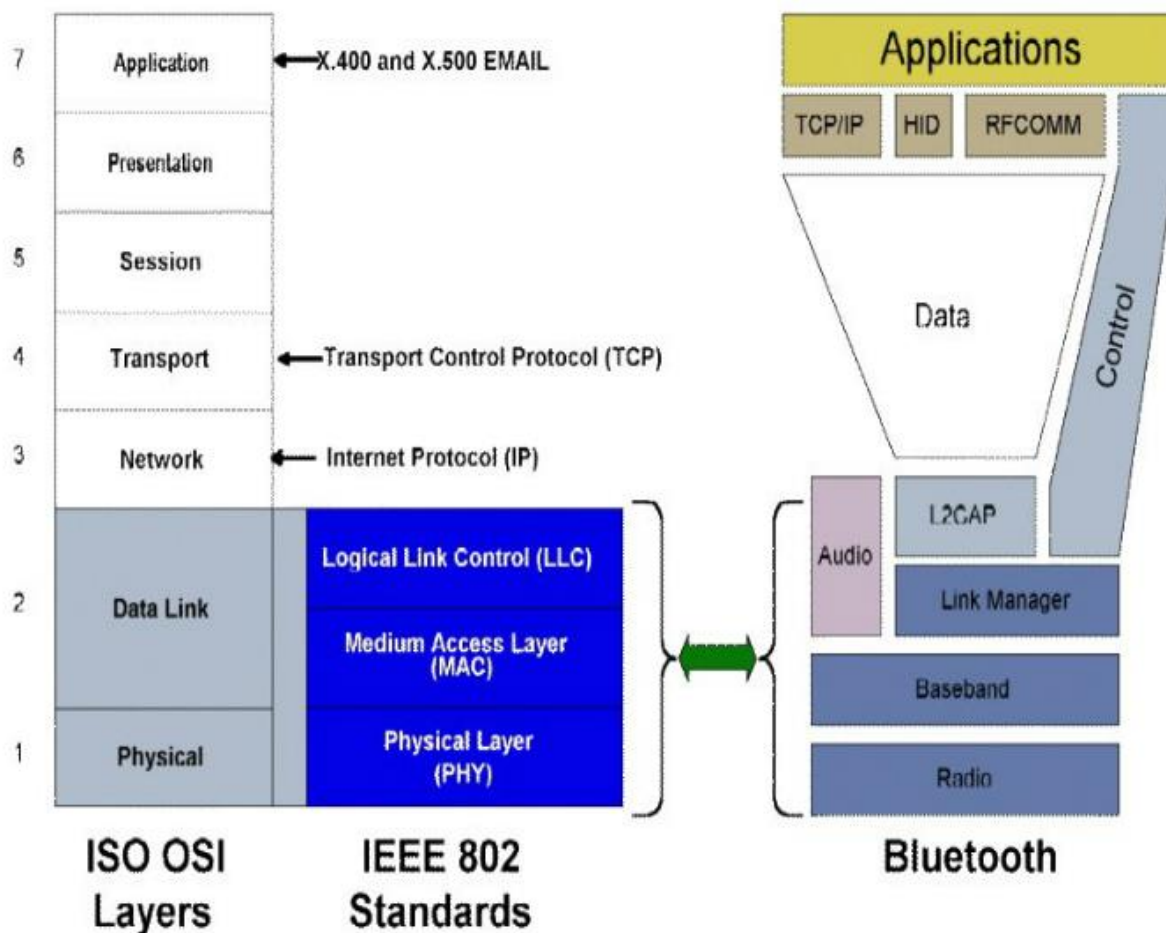 7
Application
X.400 and X.500 EMAIL
6
Presentation
5
Session
4
Transport
Transport Control Protocol (TCP)
3
Network
Internet Protocol (IP)
2
Data Link
Logical Link Control (LLC)
Medium Access Layer
(MAC)
1
Physical
Physical Layer
(PHY)
ISO OSI
Layers
IEEE 802
Standards
Applications
TCP/IP
HID
RFCOMM
Data
Control
Audio
L2CAP
Link Manager
Baseband
Radio
Bluetooth